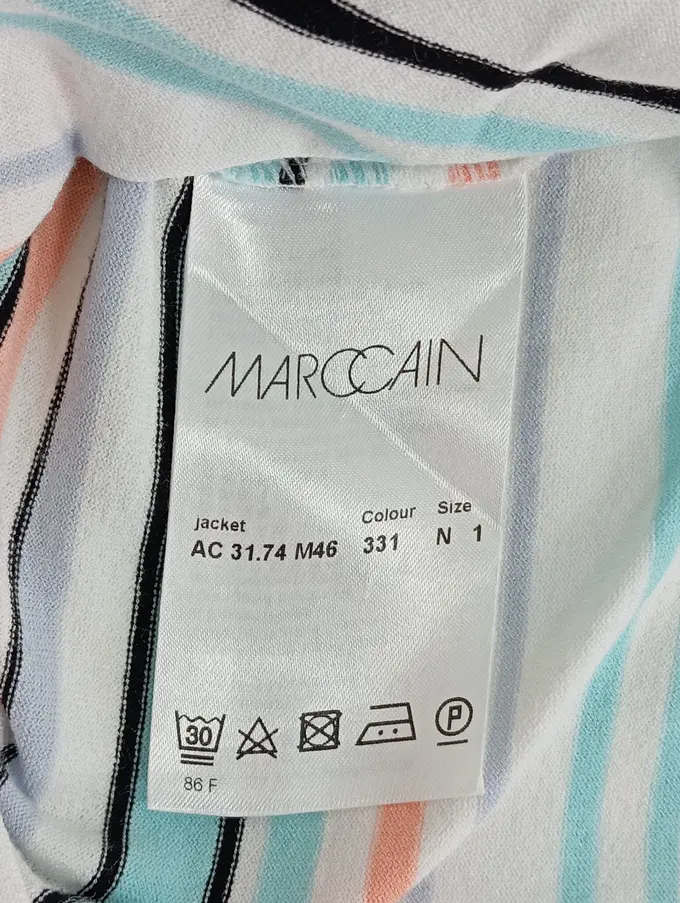 MARCCAIN
jacket Colour Size
AC 31.74 M46 331 N 1
30 P
86 F